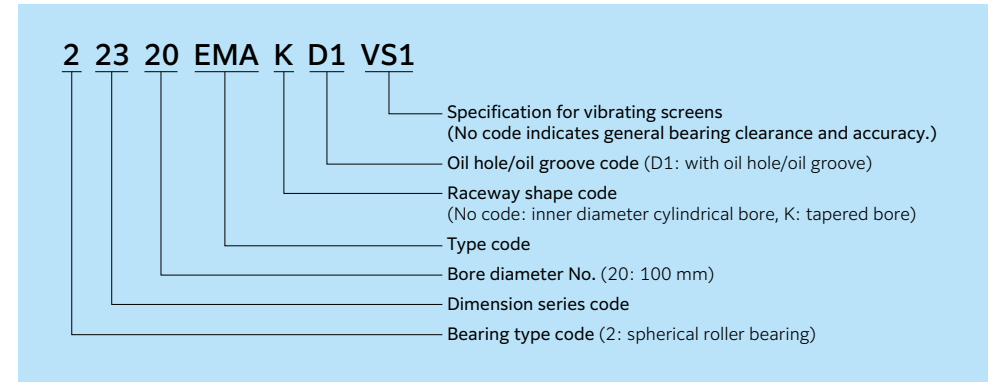 2 23 20 EMA K D1 VS1
Specification for vibrating screens
(No code indicates general bearing clearance and accuracy.)
Oil hole/oil groove code (D1: with oil hole/oil groove)
Raceway shape code
(No code: inner diameter cylindrical bore, K: tapered bore)
Type code
Bore diameter No. (20: 100 mm)
Dimension series code
Bearing type code (2: spherical roller bearing)